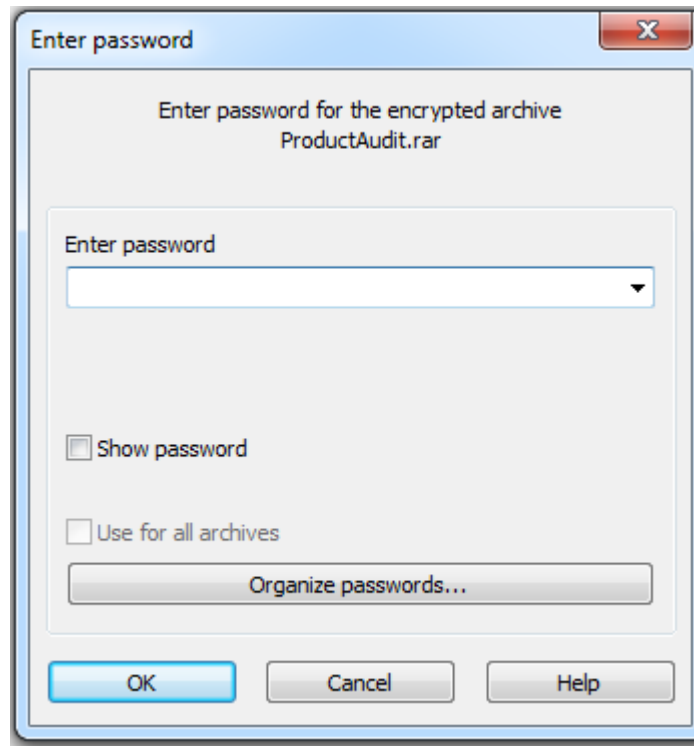 Enter password
Enter password for the encrypted archive
ProductAudit.rar
Enter password
Show password
Use for all archives
Organize passwords...
OK
Cancel
Help